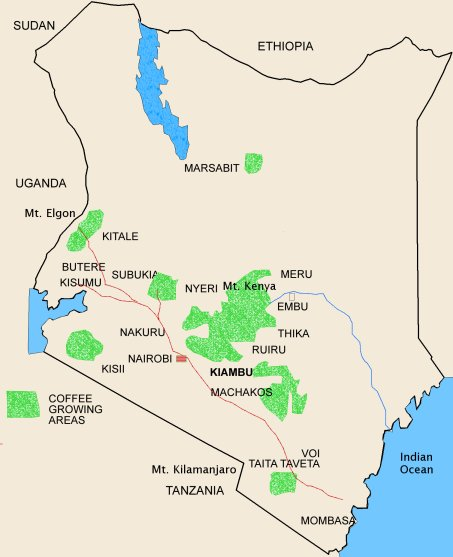 SUDAN
ETHIOPIA
MARSABIT
UGANDA
Mt. Elgon
KITALE
BUTERE
SUBUKIA
KISUMU
NYERI
Mt. Kenya
MERU
EMBU
NAKURU
THIKA
NAIROBI
RUIRU
KISII
KIAMBU
MACHAKOS
COFFEE
GROWING
AREAS
VOI
Mt. Kilamanjaro
TAITA TAVETA
Indian
Ocean
TANZANIA
MOMBASA